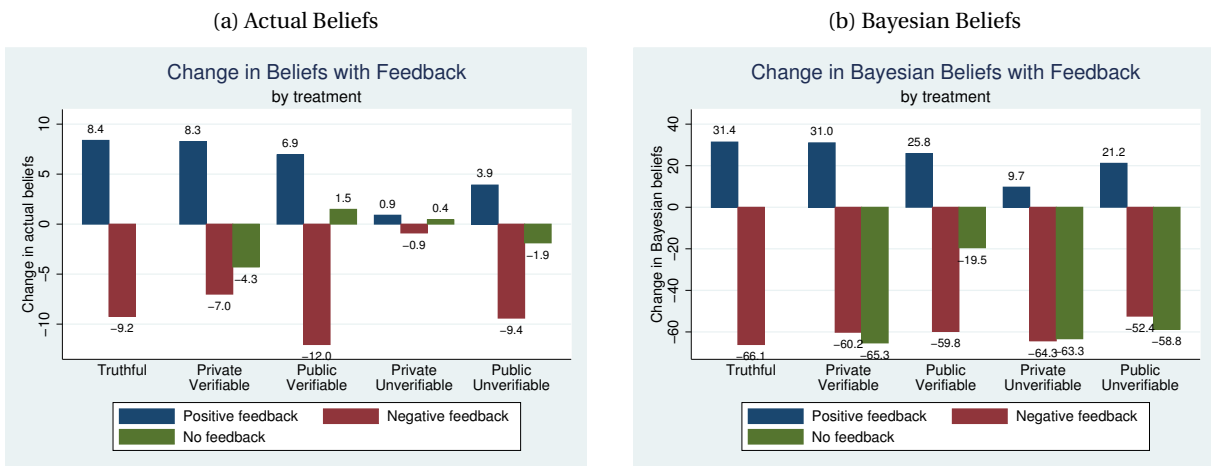 (a) Actual Beliefs
Change in Beliefs with Feedback
by treatment
Change in actual beliefs
10
5
0
−5
−10
8.4
−9.2
8.3
−7.0
−4.3
6.9
−12.0
1.5
0.9
−0.9
0.4
3.9
−9.4
−1.9
Truthful
Private
Verifiable
Public
Verifiable
Private
Unverifiable
Public
Unverifiable
Positive feedback
Negative feedback
No feedback
(b) Bayesian Beliefs
Change in Bayesian Beliefs with Feedback
by treatment
Change in Bayesian beliefs
40
20
0
−20
−40
−60
31.4
−66.1
31.0
−60.2
−65.3
25.8
−59.8
−19.5
9.7
−64.3
−63.3
21.2
−52.4
−58.8
Truthful
Private
Verifiable
Public
Verifiable
Private
Unverifiable
Public
Unverifiable
Positive feedback
Negative feedback
No feedback